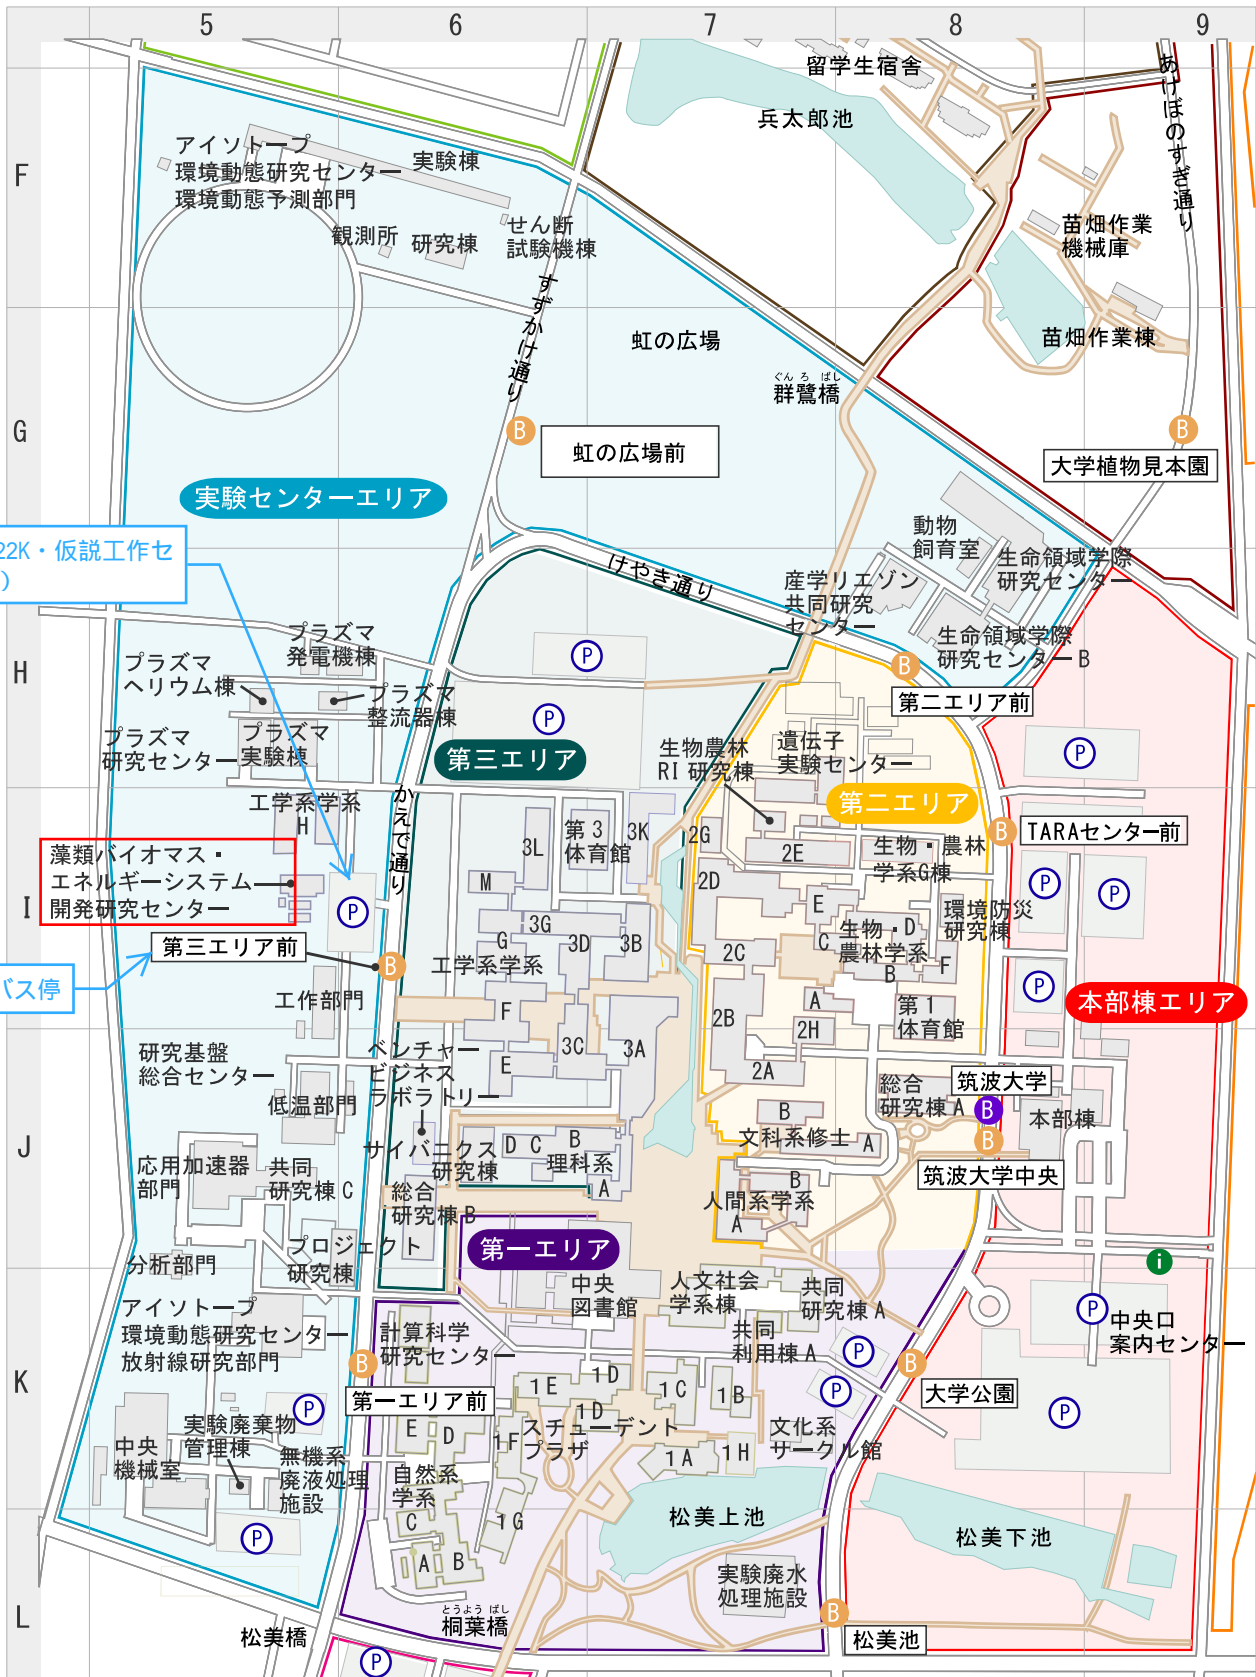 5
6
7
8
9
F
G
H
I
J
K
L
留学生宿舎
兵太郎池
あけぼのすぎ通り
アイソトープ
環境動態研究センター
環境動態予測部門
実験棟
観測所
研究棟
せん断
試験機棟
苗畑作業
機械庫
苗畑作業棟
すずかけ通り
虹の広場
ぐんろばし
群鷺橋
B
虹の広場前
B
大学植物見本園
実験センターエリア
22K・仮説工作セ
)
動物
飼育室
生命領域学際
研究センター
けやき通り
産学リエゾン
共同研究
センター
生命領域学際
研究センターB
プラズマ
発電機棟
プラズマ
ヘリウム棟
プラズマ
整流器棟
プラズマ
研究センター
プラズマ
実験棟
P
P
B
第二エリア前
第三エリア
生物農林
RI 研究棟
遺伝子
実験センター
P
第二エリア
工学系学系
H
かえで通り
3L
第3
体育館
3K
2G
2E
生物・農林
学系G棟
B
TARAセンター前
藻類バイオマス・
エネルギーシステム
開発研究センター
P
M
2D
E
P
P
環境防災
研究棟
3G
G
3D
3B
工学系学系
2C
C
生物・D
農林学系
B
F
第三エリア前
B
バス停
工作部門
F
A
第1
体育館
P
本部棟エリア
2B
2H
研究基盤
総合センター
ベンチャー
ビジネス
ラボラトリー
E
3C
3A
2A
低温部門
総合
研究棟A
筑波大学
B
本部棟
B
文科系修士
A
B
筑波大学中央
サイバニクス
研究棟
D
C
B
理科系
A
応用加速器
部門
共同
研究棟C
総合
研究棟B
人間系学系
B
A
プロジェクト
研究棟
第一エリア
分析部門
i
中央
図書館
人文社会
学系棟
共同
研究棟A
アイソトープ
環境動態研究センター
放射線研究部門
計算科学
研究センター
共同
利用棟A
P
中央口
案内センター
B
P
B
第一エリア前
P
大学公園
P
P
1E
1D
1C
1B
1D
E
D
1F
スチューデント
プラザ
1A
1H
文化系
サークル館
実験廃棄物
管理棟
中央
機械室
無機系
廃液処理
施設
自然系
学系
C
1G
A
B
P
松美上池
松美下池
実験廃水
処理施設
B
松美池
とうようばし
桐葉橋
松美橋
P